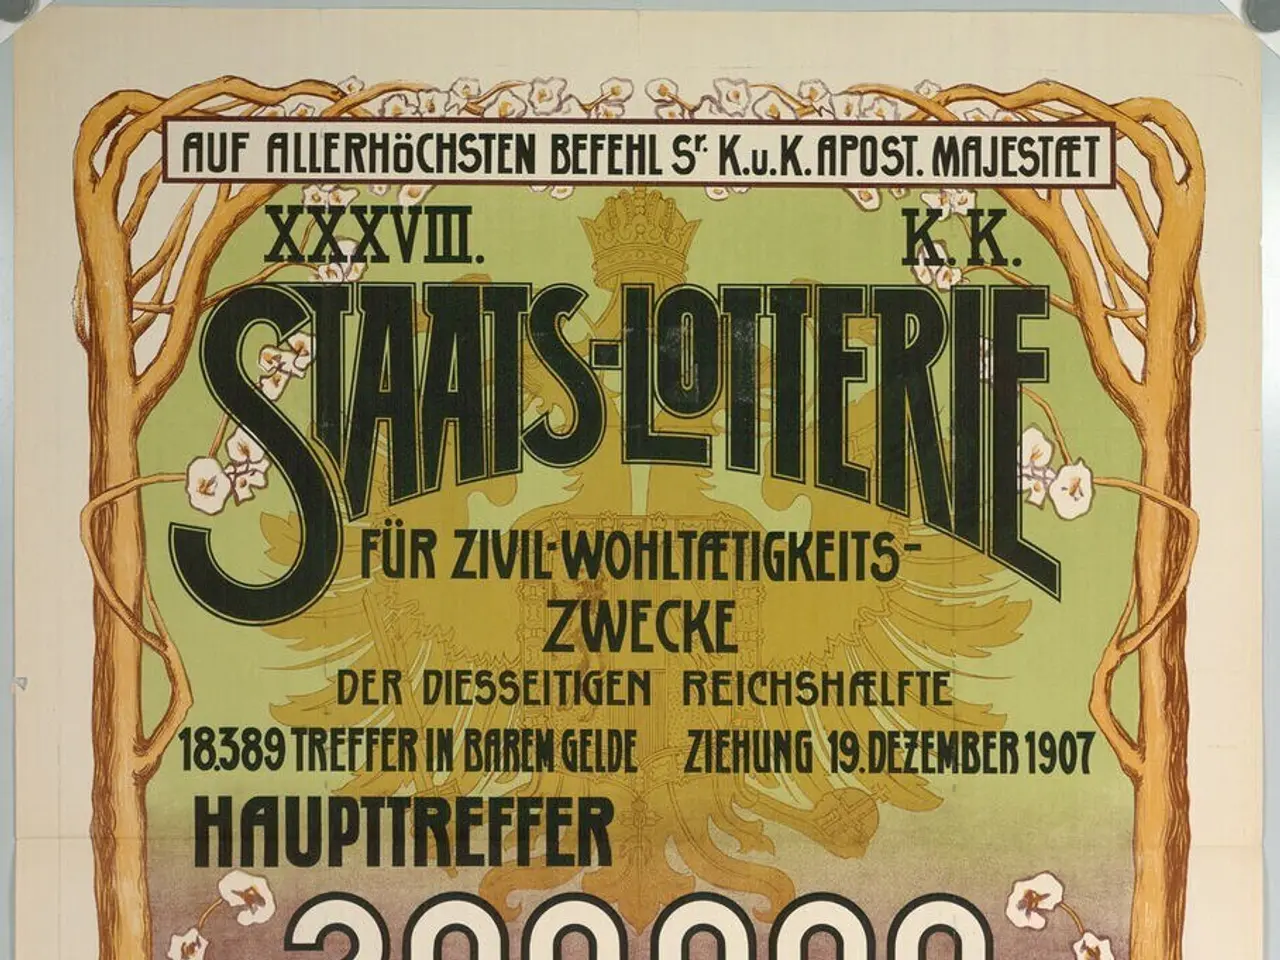 AUF ALLERHÖCHSTEN BEFEHL Sr. K.u.K. APOST. MAJESTÆT
XXXVIII. K.K.
STAATS-LOTTERIE
FÜR ZIVIL-WOHLTÆTIGKEITS-
ZWECKE
DER DIESSEITIGEN REICHSHÆLFTE
18.389 TREFFER IN BAREM GELDE ZIEHUNG 19. DEZEMBER 1907
HAUPTTREFFER